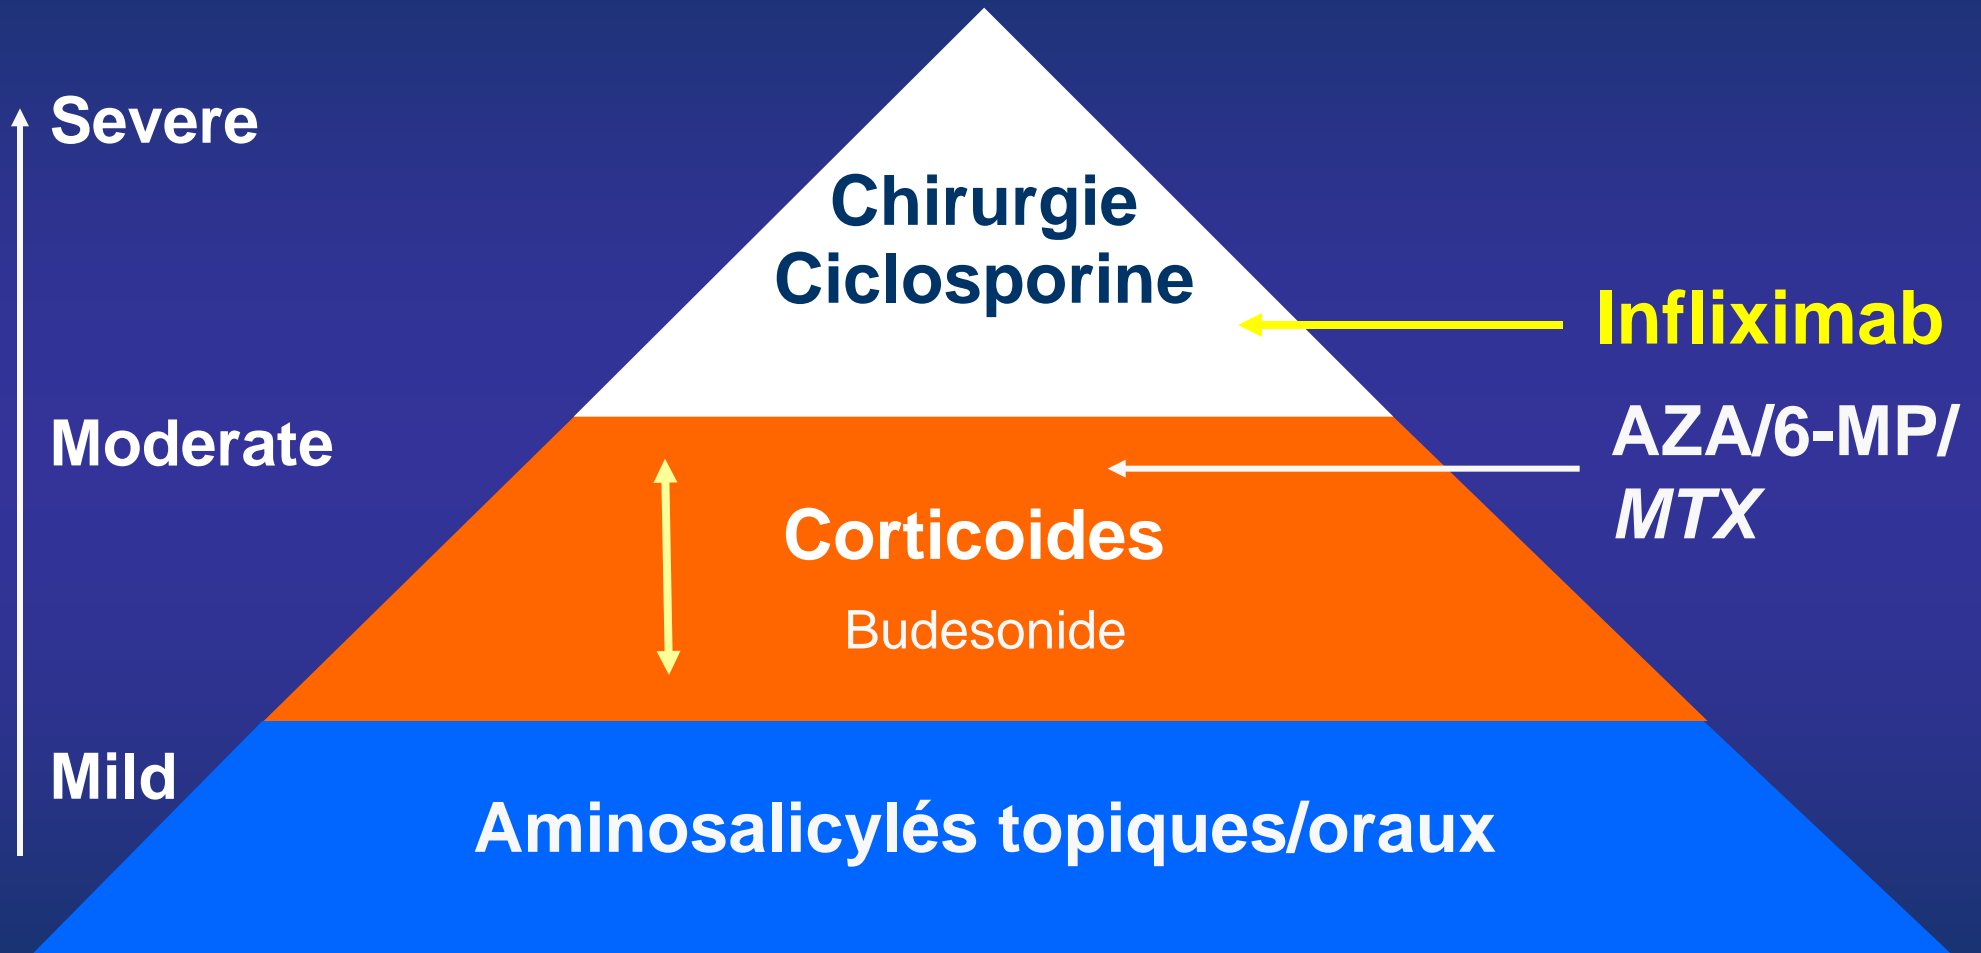 Severe
Chirurgie
Ciclosporine
Infliximab
Moderate
AZA/6-MP/
MTX
Corticoides
Budesonide
Mild
Aminosalicylés topiques/oraux